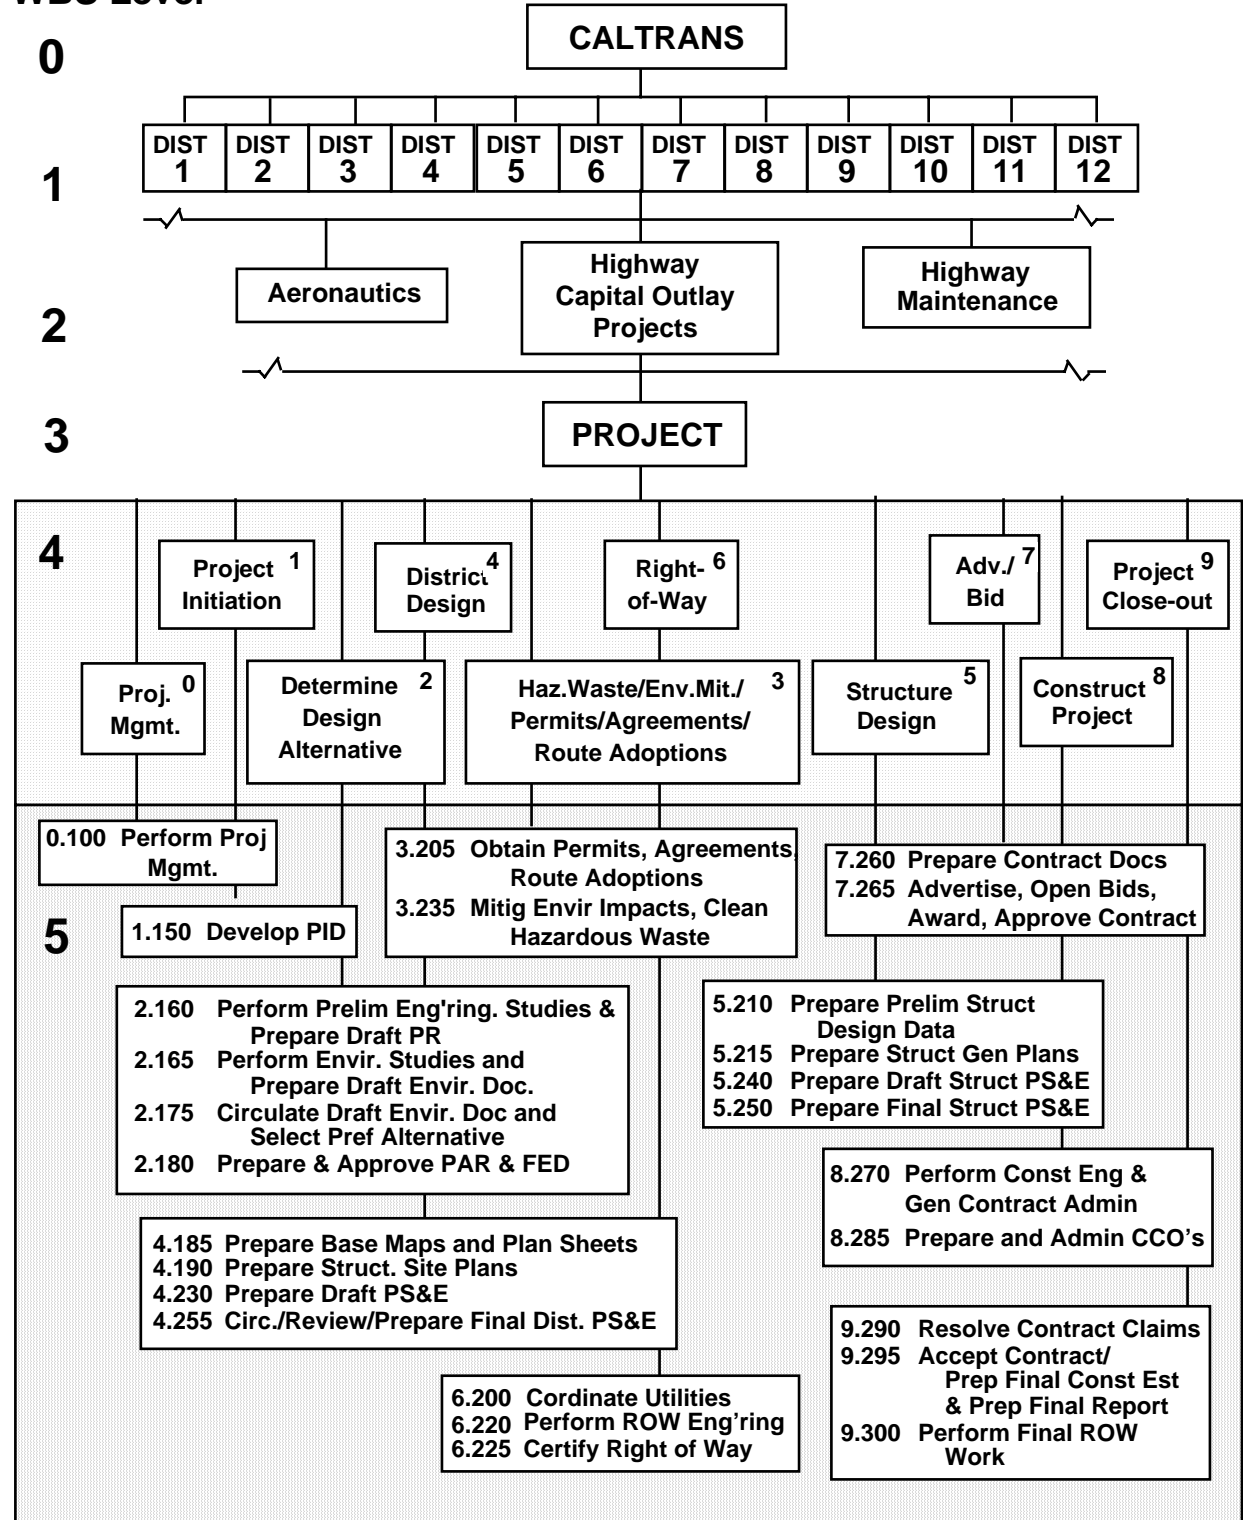 WBS Level
0
CALTRANS
DIST DIST DIST DIST DIST DIST DIST DIST DIST DIST DIST DIST
1 2 3 4 5 6 7 8 9 10 11 12
1
Aeronautics
Highway
Capital Outlay
Projects
Highway
Maintenance
2
3
PROJECT
4
Project 1
Initiation
District 4
Design
Right- 6
of-Way
Adv./ 7
Bid
Project 9
Close-out
Proj. 0
Mgmt.
Determine 2
Design
Alternative
Haz.Waste/Env.Mit./ 3
Permits/Agreements/
Route Adoptions
Structure 5
Design
Construct 8
Project
5
0.100 Perform Proj
Mgmt.
1.150 Develop PID
3.205 Obtain Permits, Agreements,
Route Adoptions
3.235 Mitig Envir Impacts, Clean
Hazardous Waste
7.260 Prepare Contract Docs
7.265 Advertise, Open Bids,
Award, Approve Contract
2.160 Perform Prelim Eng'ring. Studies &
Prepare Draft PR
2.165 Perform Envir. Studies and
Prepare Draft Envir. Doc.
2.175 Circulate Draft Envir. Doc and
Select Pref Alternative
2.180 Prepare & Approve PAR & FED
5.210 Prepare Prelim Struct
Design Data
5.215 Prepare Struct Gen Plans
5.240 Prepare Draft Struct PS&E
5.250 Prepare Final Struct PS&E
8.270 Perform Const Eng &
Gen Contract Admin
8.285 Prepare and Admin CCO's
4.185 Prepare Base Maps and Plan Sheets
4.190 Prepare Struct. Site Plans
4.230 Prepare Draft PS&E
4.255 Circ./Review/Prepare Final Dist. PS&E
9.290 Resolve Contract Claims
9.295 Accept Contract/
Prep Final Const Est
& Prep Final Report
9.300 Perform Final ROW
Work
6.200 Cordinate Utilities
6.220 Perform ROW Eng'ring
6.225 Certify Right of Way